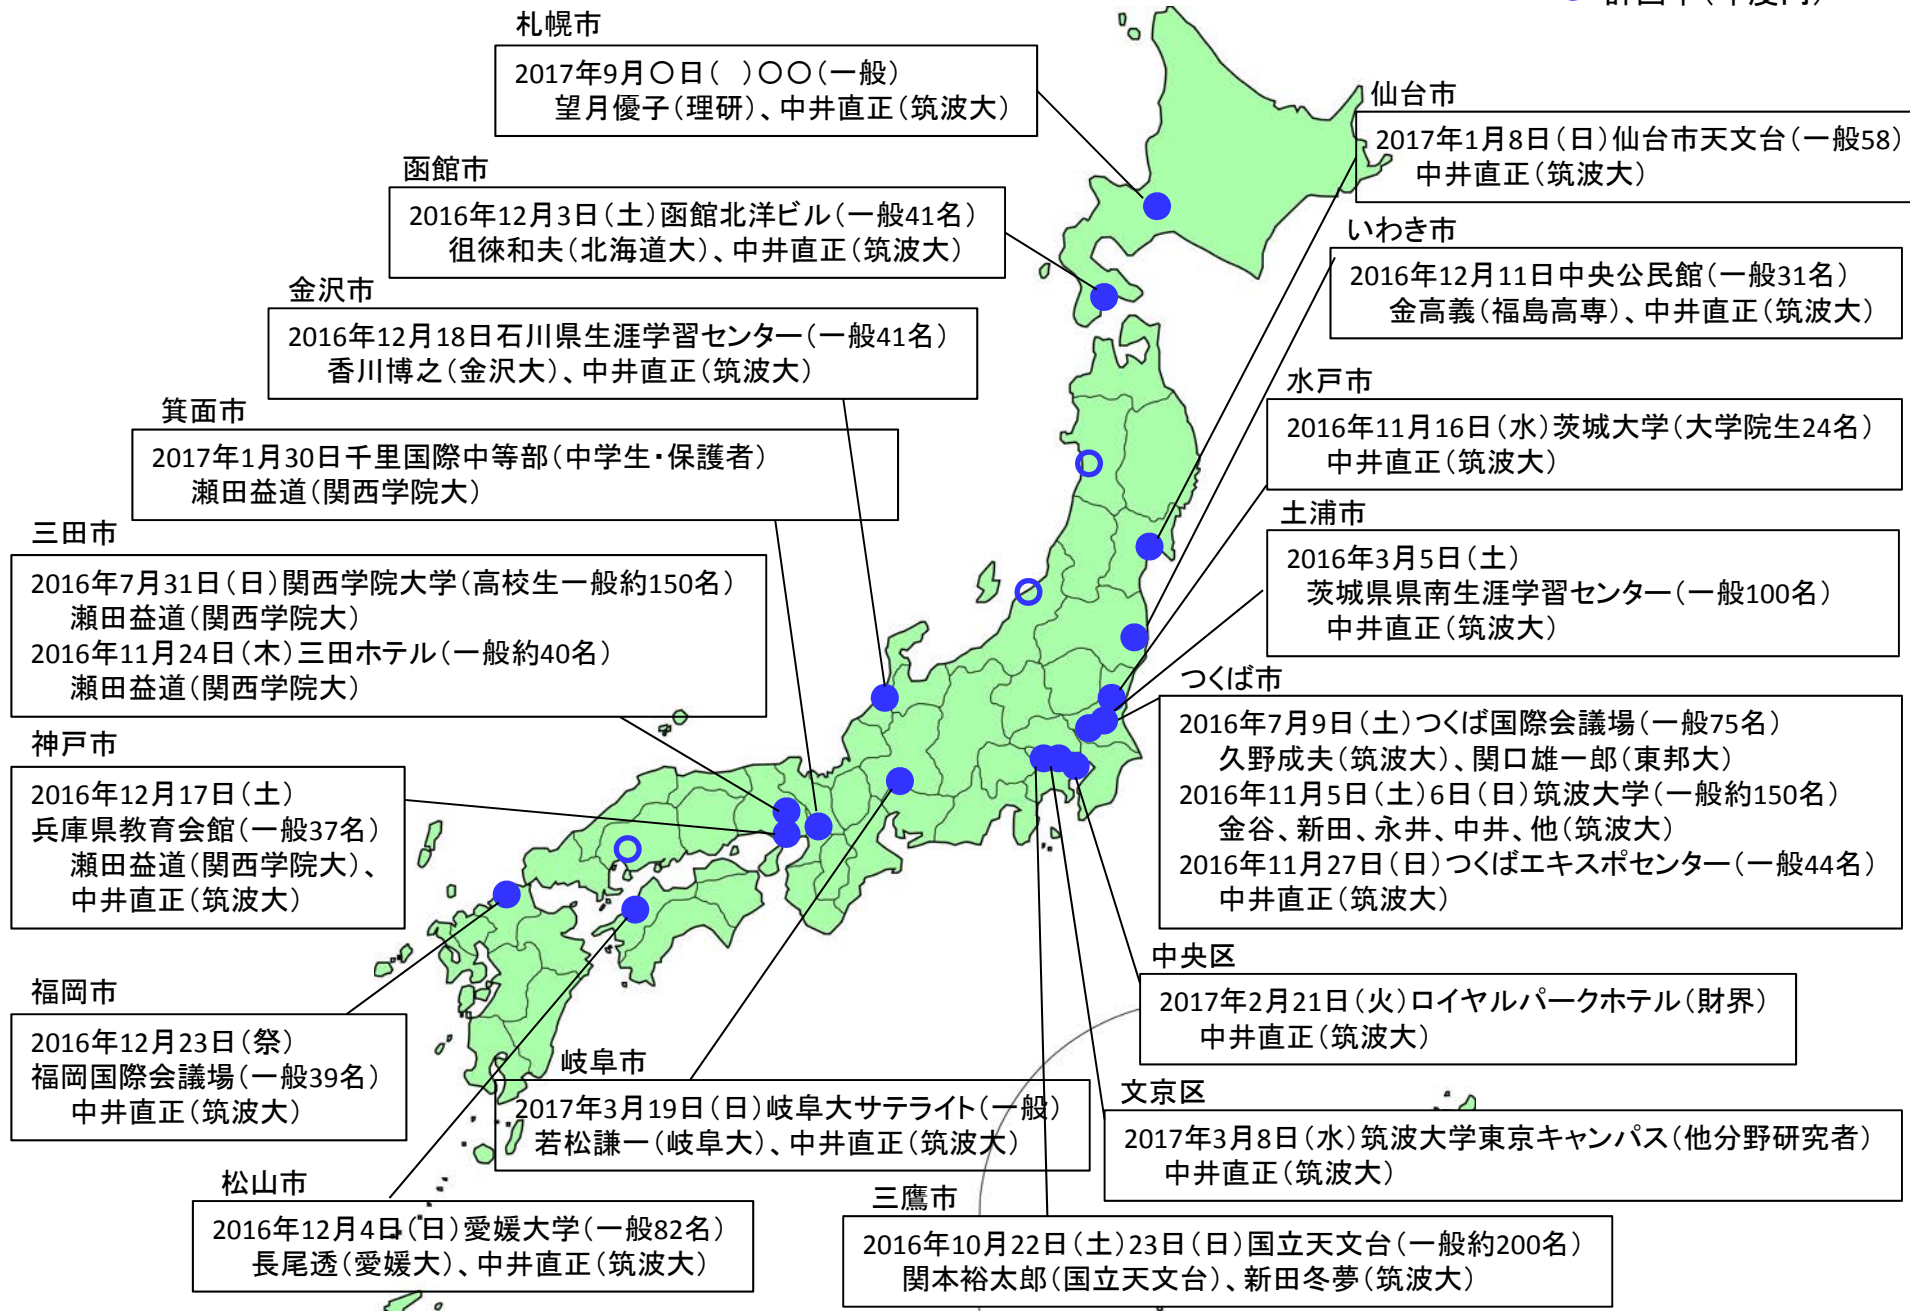 札幌市
2017年9月〇日(　)〇〇(一般)
望月優子(理研)、中井直正(筑波大)
函館市
2016年12月3日(土)函館北洋ビル(一般41名)
徂徠和夫(北海道大)、中井直正(筑波大)
金沢市
2016年12月18日石川県生涯学習センター(一般41名)
香川博之(金沢大)、中井直正(筑波大)
箕面市
2017年1月30日千里国際中等部(中学生・保護者)
瀬田益道(関西学院大)
三田市
2016年7月31日(日)関西学院大学(高校生一般約150名)
瀬田益道(関西学院大)
2016年11月24日(木)三田ホテル(一般約40名)
瀬田益道(関西学院大)
神戸市
2016年12月17日(土)
兵庫県教育会館(一般37名)
瀬田益道(関西学院大)、
中井直正(筑波大)
福岡市
2016年12月23日(祭)
福岡国際会議場(一般39名)
中井直正(筑波大)
松山市
2016年12月4日(日)愛媛大学(一般82名)
長尾透(愛媛大)、中井直正(筑波大)
岐阜市
2017年3月19日(日)岐阜大サテライト(一般)
若松謙一(岐阜大)、中井直正(筑波大)
仙台市
2017年1月8日(日)仙台市天文台(一般58)
中井直正(筑波大)
いわき市
2016年12月11日中央公民館(一般31名)
金高義(福島高専)、中井直正(筑波大)
水戸市
2016年11月16日(水)茨城大学(大学院生24名)
中井直正(筑波大)
土浦市
2016年3月5日(土)
茨城県県南生涯学習センター(一般100名)
中井直正(筑波大)
つくば市
2016年7月9日(土)つくば国際会議場(一般75名)
久野成夫(筑波大)、関口雄一郎(東邦大)
2016年11月5日(土)6日(日)筑波大学(一般約150名)
金谷、新田、永井、中井、他(筑波大)
2016年11月27日(日)つくばエキスポセンター(一般44名)
中井直正(筑波大)
中央区
2017年2月21日(火)ロイヤルパークホテル(財界)
中井直正(筑波大)
文京区
2017年3月8日(水)筑波大学東京キャンパス(他分野研究者)
中井直正(筑波大)
三鷹市
2016年10月22日(土)23日(日)国立天文台(一般約200名)
関本裕太郎(国立天文台)、新田冬夢(筑波大)